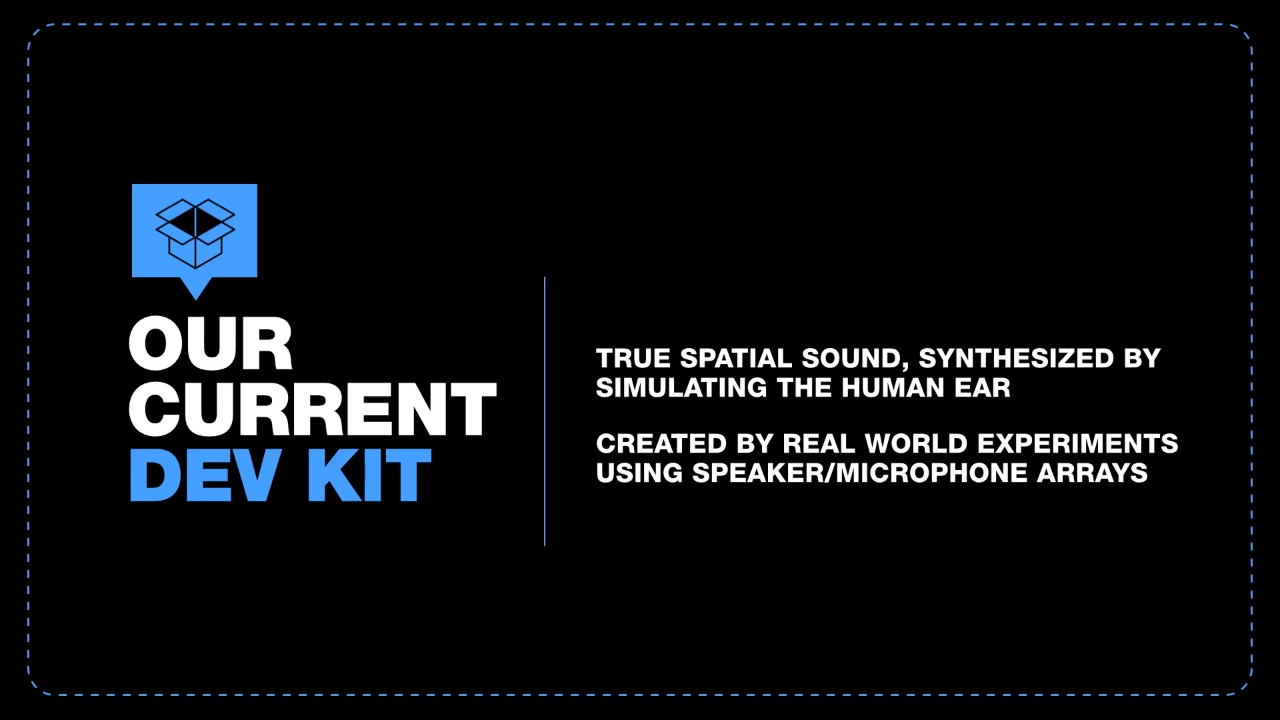 OUR
CURRENT
DEV KIT
TRUE SPATIAL SOUND, SYNTHESIZED BY
SIMULATING THE HUMAN EAR
CREATED BY REAL WORLD EXPERIMENTS
USING SPEAKER/MICROPHONE ARRAYS